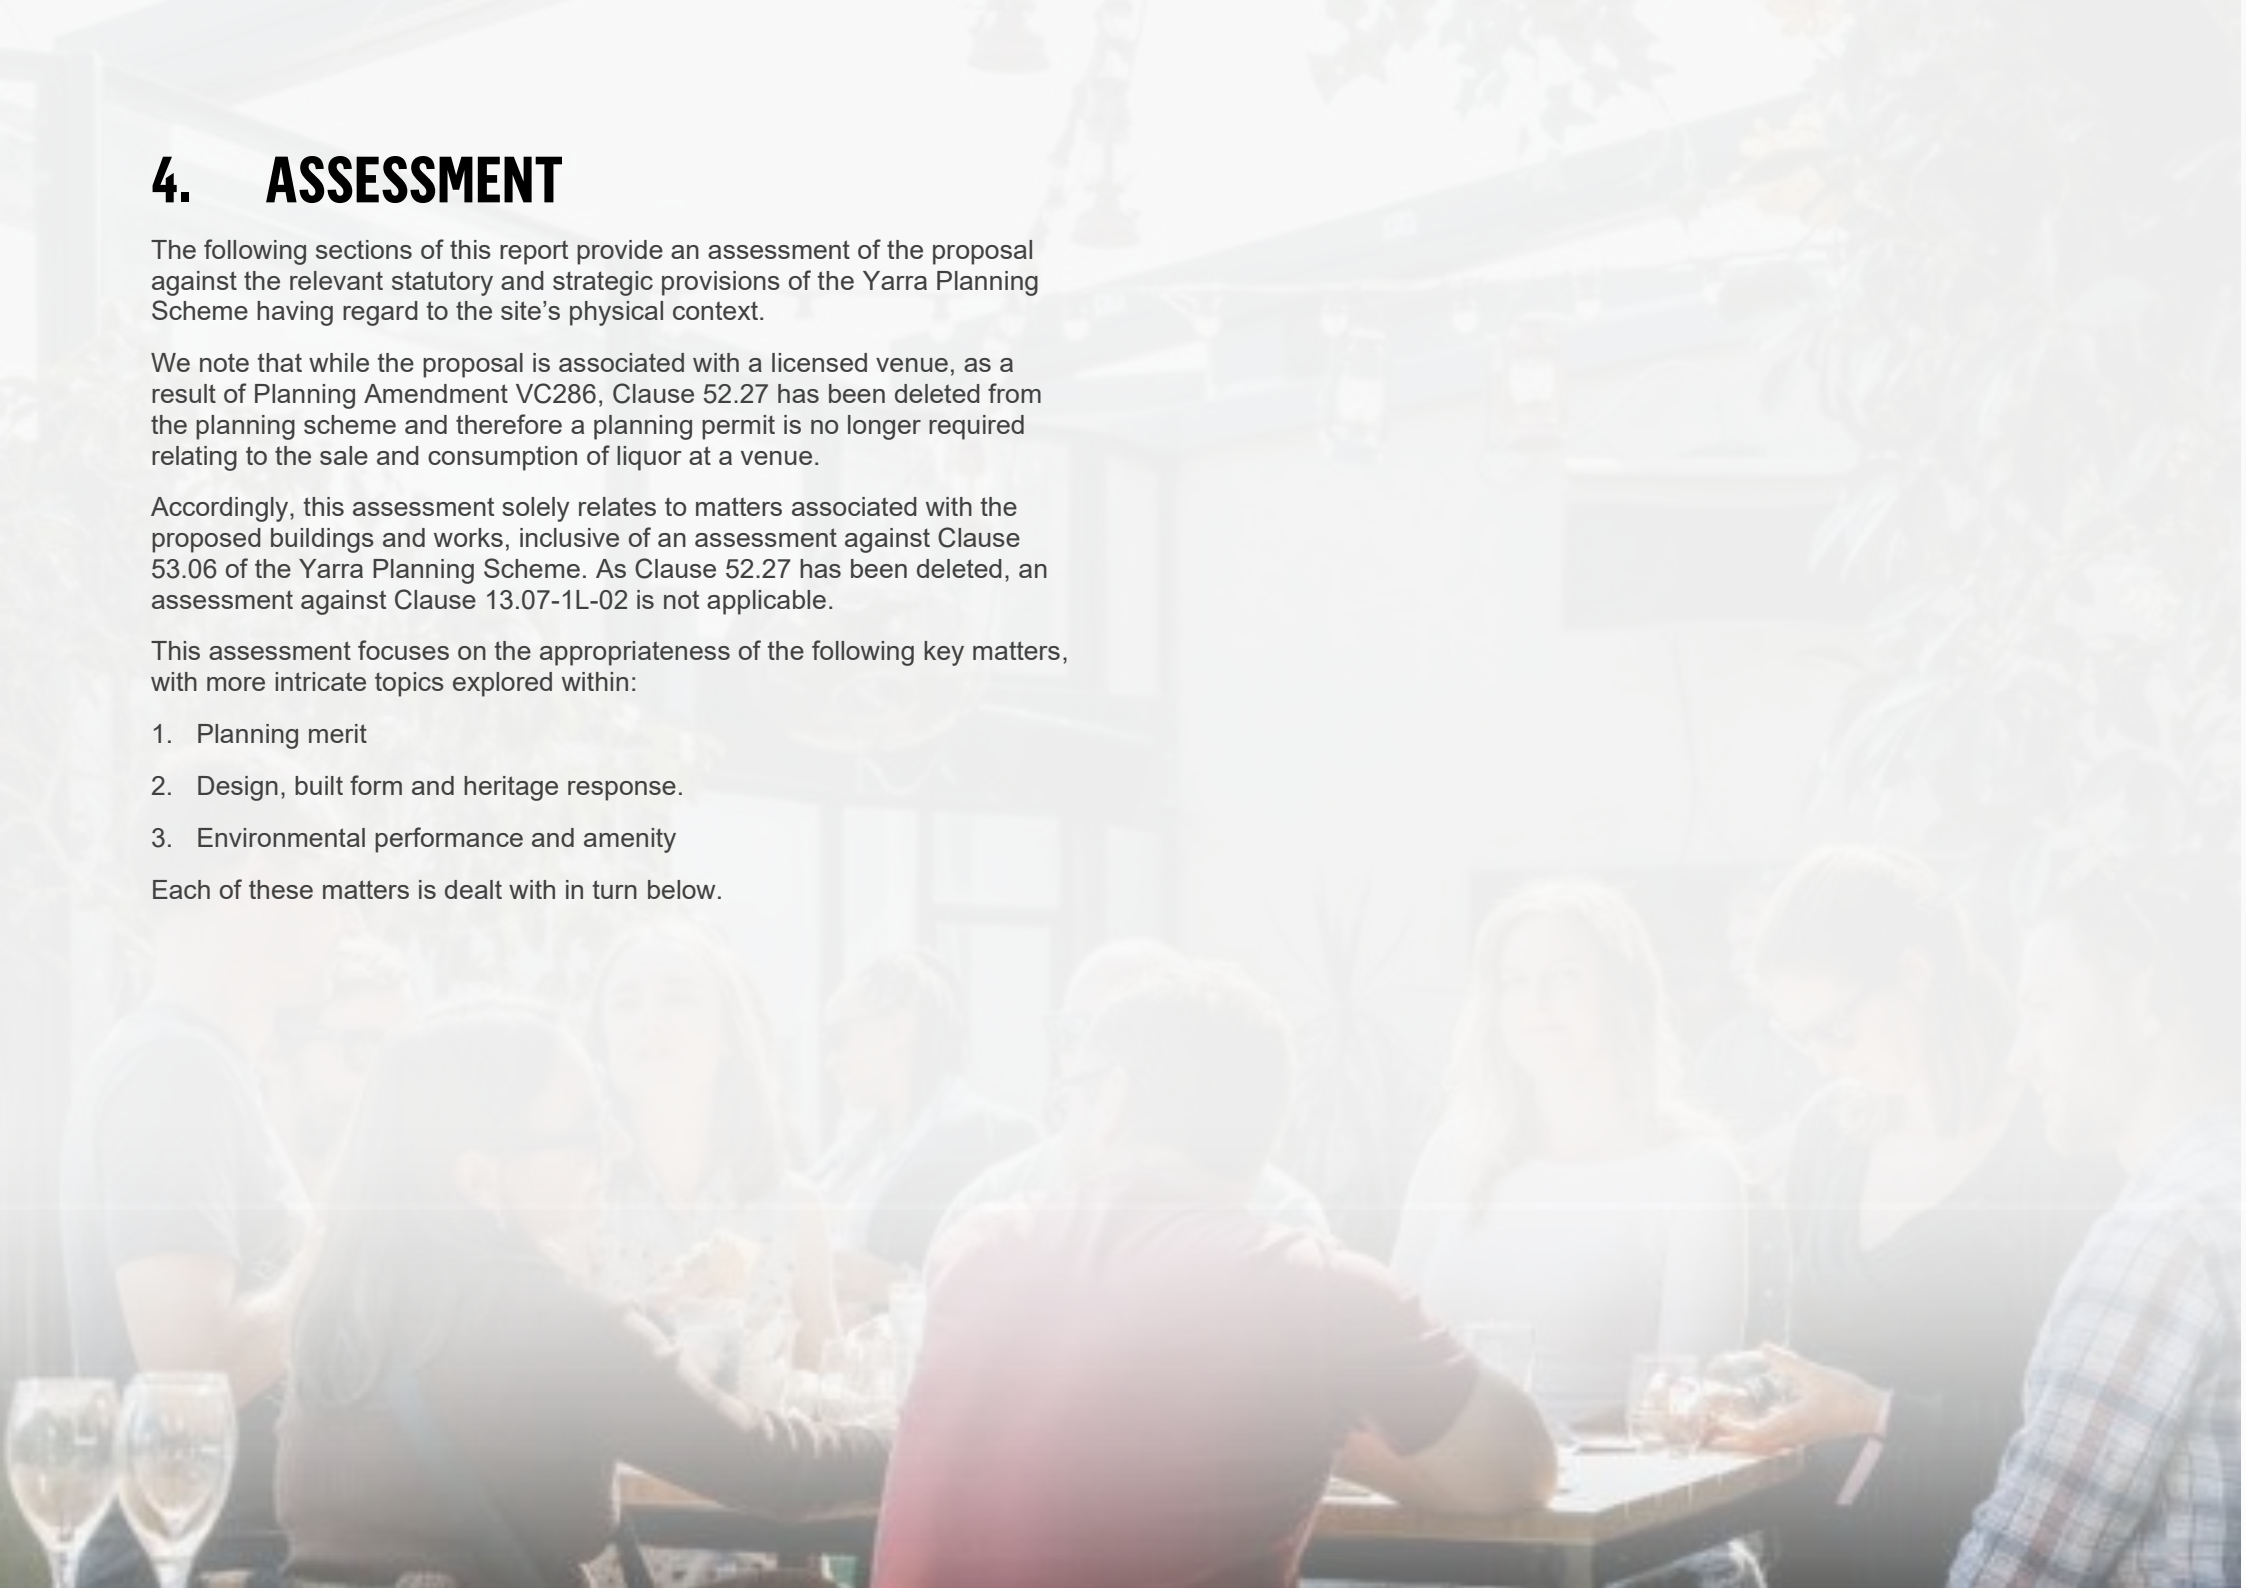 4. ASSESSMENT
The following sections of this report provide an assessment of the proposal
against the relevant statutory and strategic provisions of the Yarra Planning
Scheme having regard to the site’s physical context.
We note that while the proposal is associated with a licensed venue, as a
result of Planning Amendment VC286, Clause 52.27 has been deleted from
the planning scheme and therefore a planning permit is no longer required
relating to the sale and consumption of liquor at a venue.
Accordingly, this assessment solely relates to matters associated with the
proposed buildings and works, inclusive of an assessment against Clause
53.06 of the Yarra Planning Scheme. As Clause 52.27 has been deleted, an
assessment against Clause 13.07-1L-02 is not applicable.
This assessment focuses on the appropriateness of the following key matters,
with more intricate topics explored within:
1. Planning merit
2. Design, built form and heritage response.
3. Environmental performance and amenity
Each of these matters is dealt with in turn below.